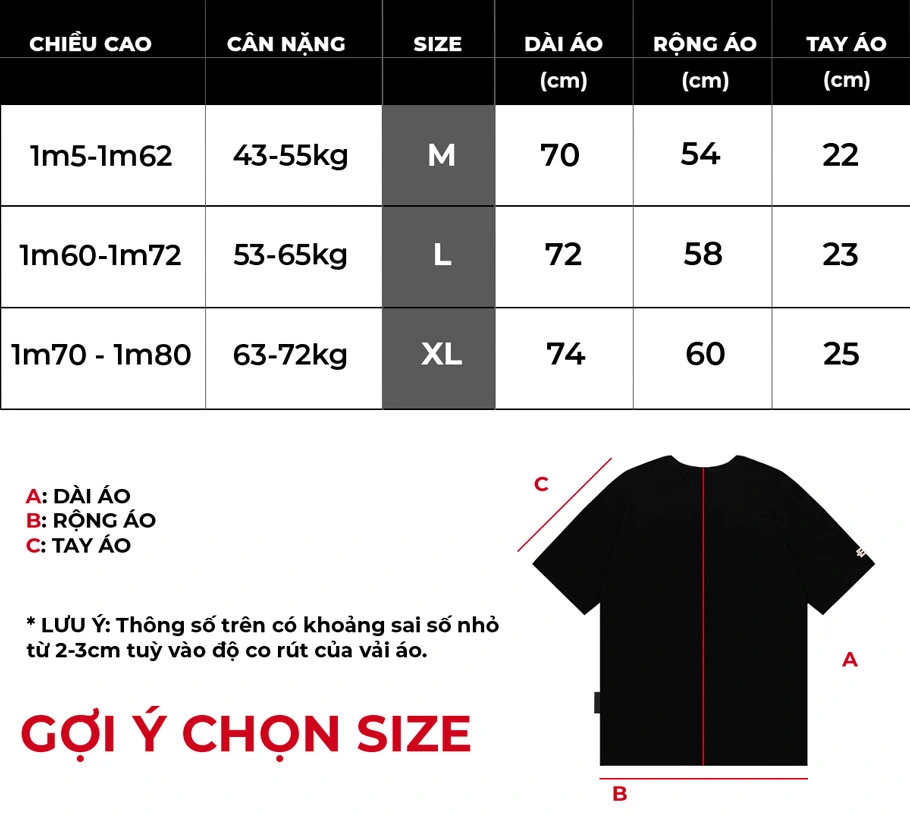 CHIỀU CAO CÂN NẶNG SIZE DÀI ÁO RỘNG ÁO TAY ÁO
(cm) (cm) (cm)
1m5-1m62 43-55kg M 70 54 22
1m60-1m72 53-65kg L 72 58 23
1m70 - 1m80 63-72kg XL 74 60 25
A: DÀI ÁO
B: RỘNG ÁO
C: TAY ÁO
* LƯU Ý: Thông số trên có khoảng sai số nhỏ
từ 2-3cm tuỳ vào độ co rút của vải áo.
GỢI Ý CHỌN SIZE
C
A
B